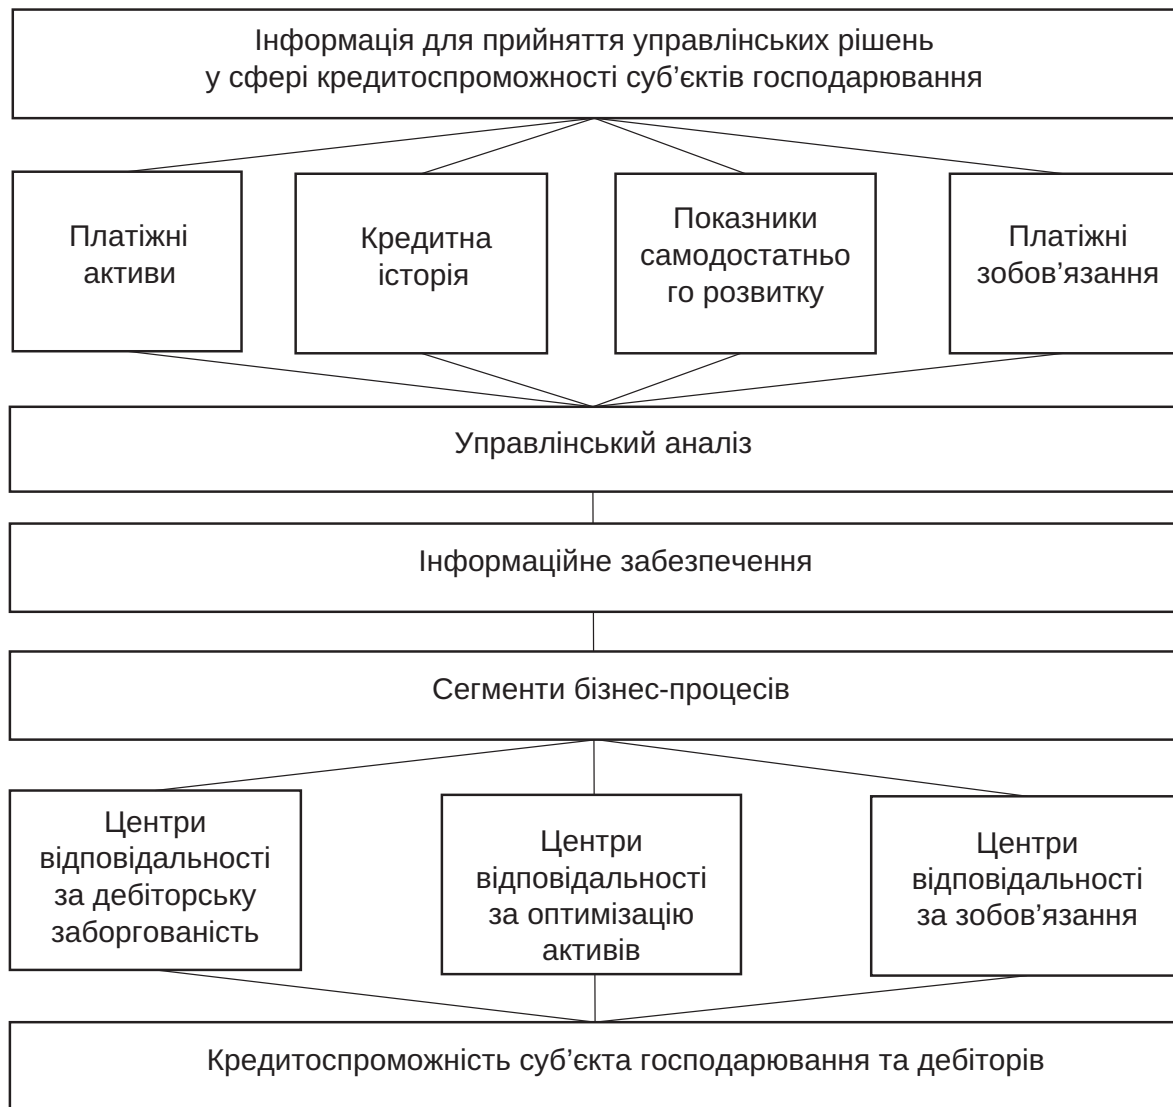 Інформація для прийняття управлінських рішень
у сфері кредитоспроможності суб’єктів господарювання
Платіжні
активи
Кредитна
історія
Показники
самодостатньо
го розвитку
Платіжні
зобов’язання
Управлінський аналіз
Інформаційне забезпечення
Сегменти бізнес-процесів
Центри
відповідальності
за дебіторську
заборгованість
Центри
відповідальності
за оптимізацію
активів
Центри
відповідальності
за зобов’язання
Кредитоспроможність суб’єкта господарювання та дебіторів